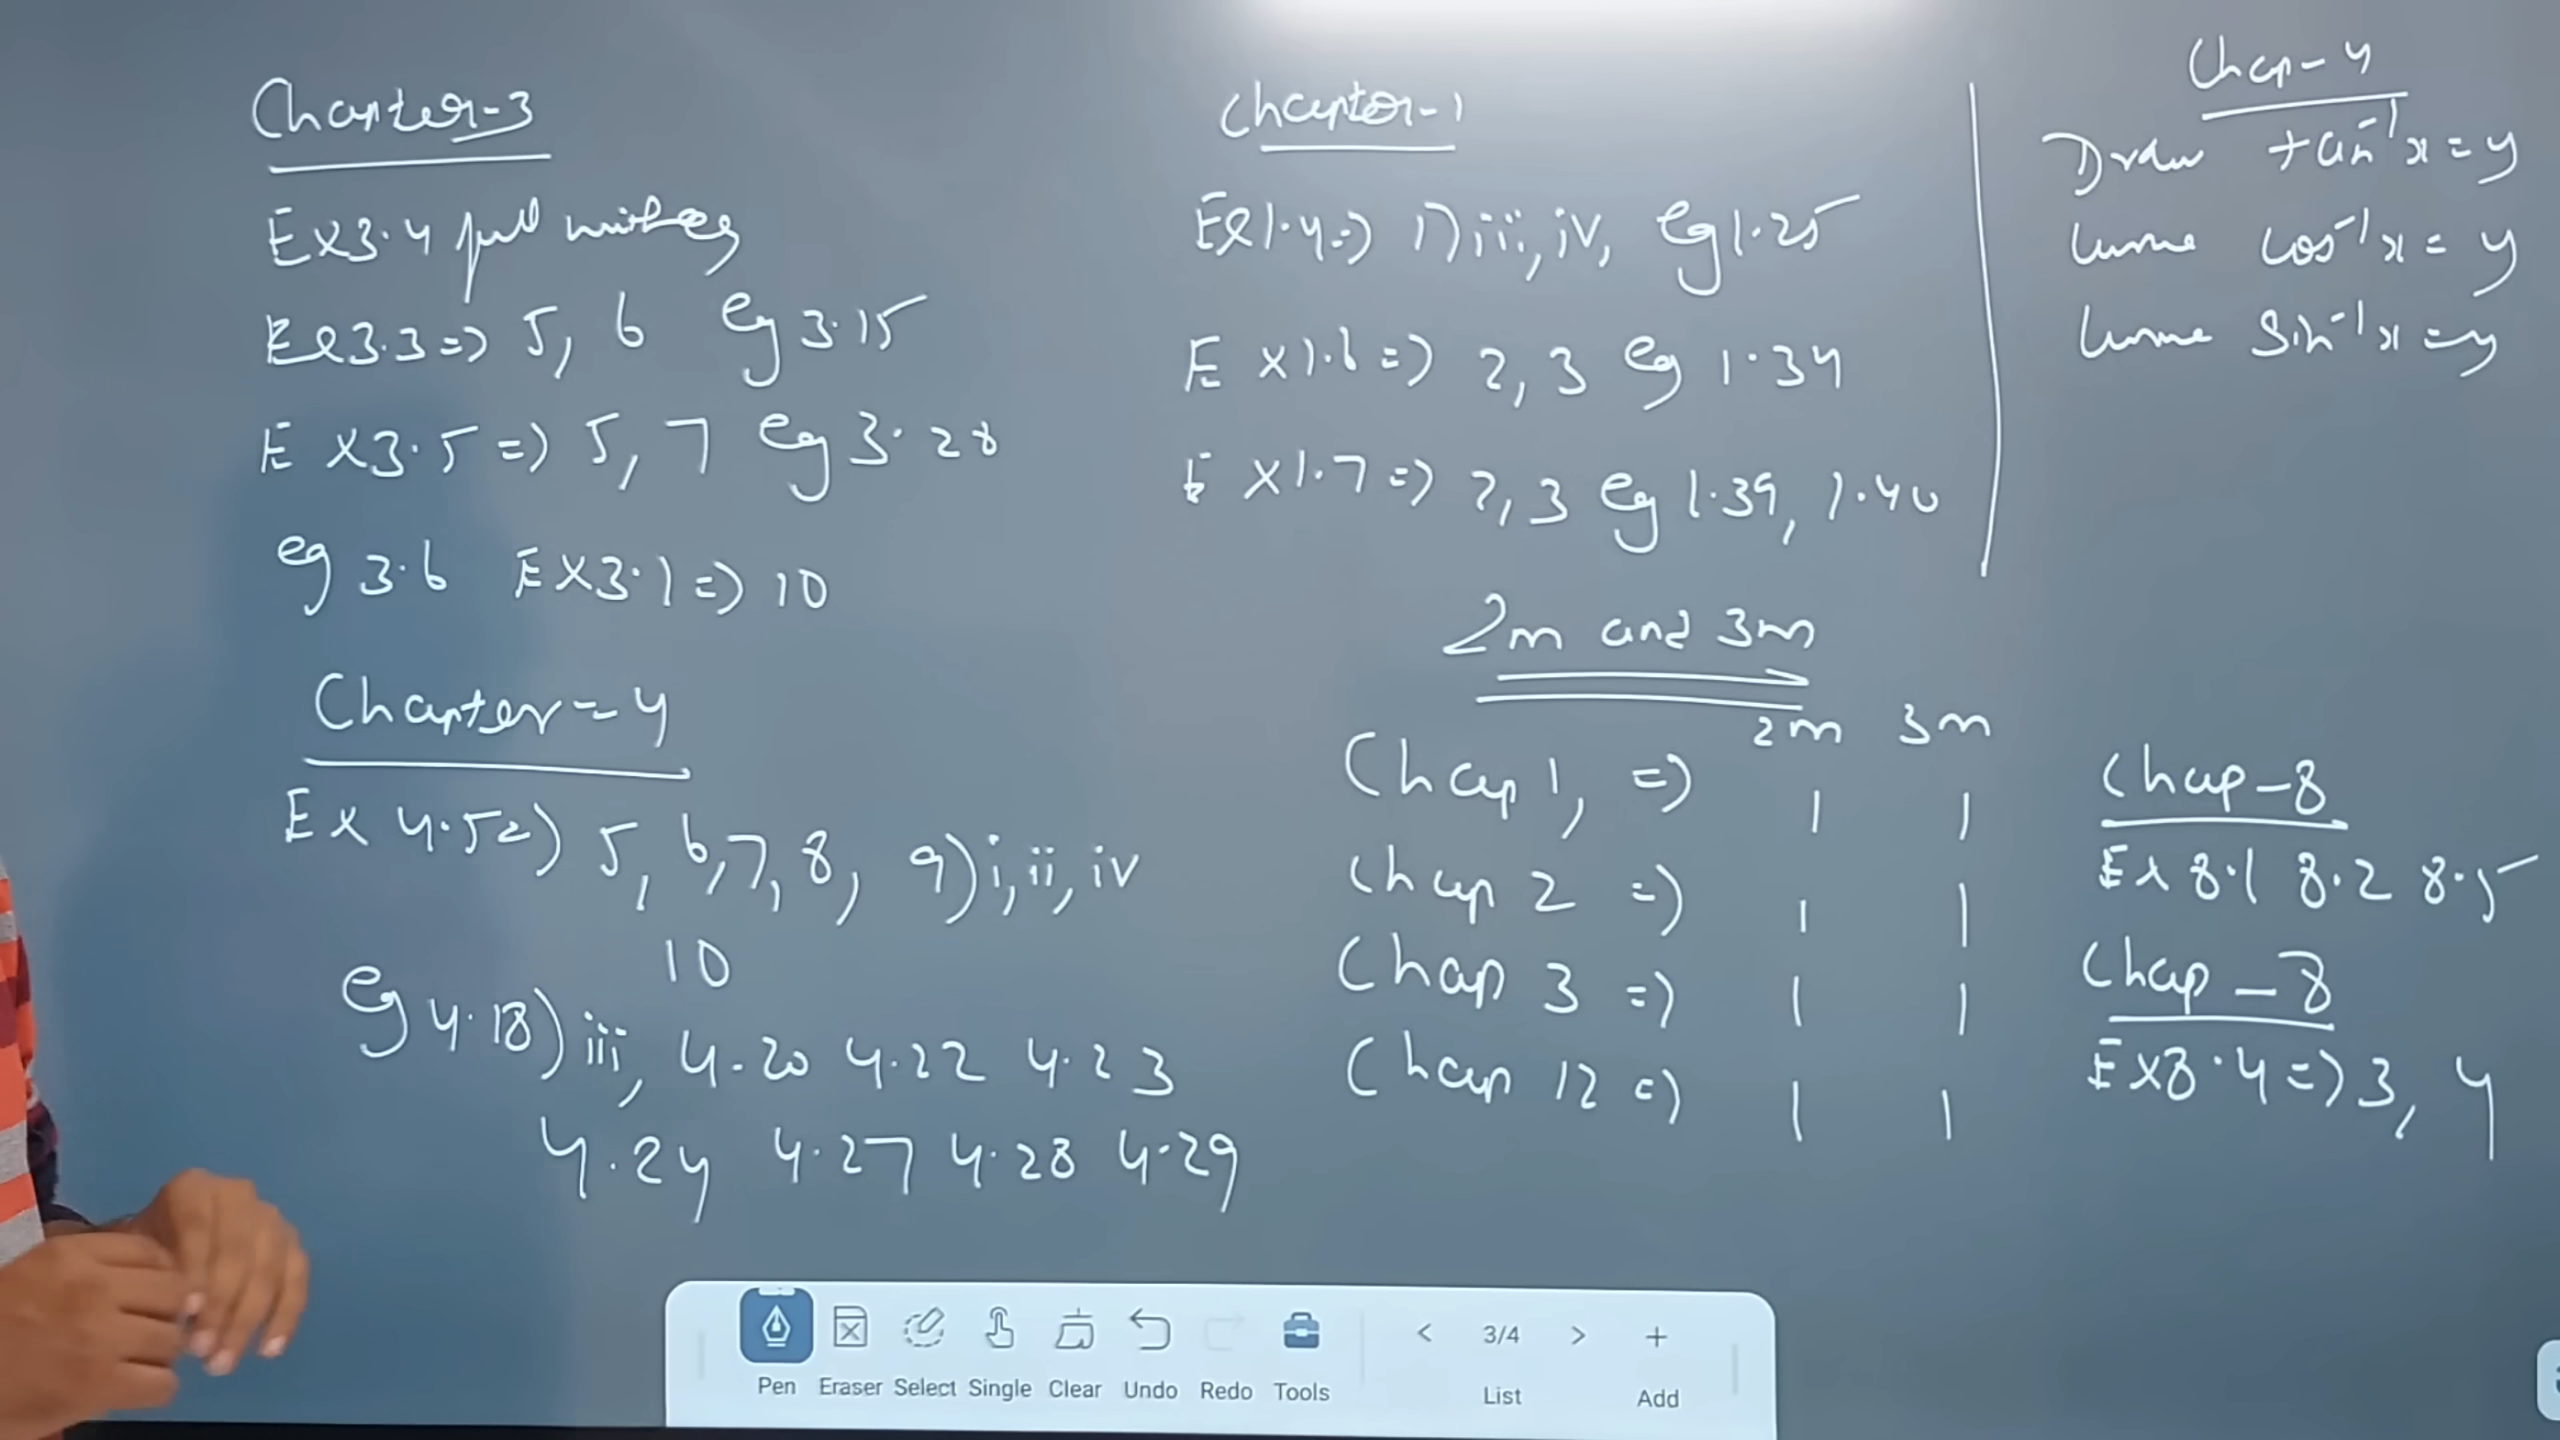 Chapter-3
Ex3.4 full with eg
Ex3.3=> 5, 6 eg 3.15
Ex3.5=> 5, 7 eg 3.28
eg 3.6 Ex3.1=> 10
Chapter-4
Ex 4.5=> 5, 6,7, 8, 9)i, ii, iv
10
eg 4.18)iii, 4.20 4.22 4.23
4.24 4.27 4.28 4.29
Chapter-1
Ex1.4=> 1)iii, iv, eg1.25
Ex1.6=> 2, 3 eg 1.34
Ex1.7=> 2, 3 eg 1.39, 1.40
Chap-4
Draw tan⁻¹x=y
cos⁻¹x=y
Sin⁻¹x=y
2m and 3m
2m 3m
Chap 1, => 1 1
Chap 2 => 1 1
Chap 3 => 1 1
Chap 12 => 1 1
Chap-8
Ex 8.1 8.2 8.5
Chap-8
Ex8.4=> 3, 4
< 3/4 > +
Pen Eraser Select Single Clear Undo Redo Tools List Add